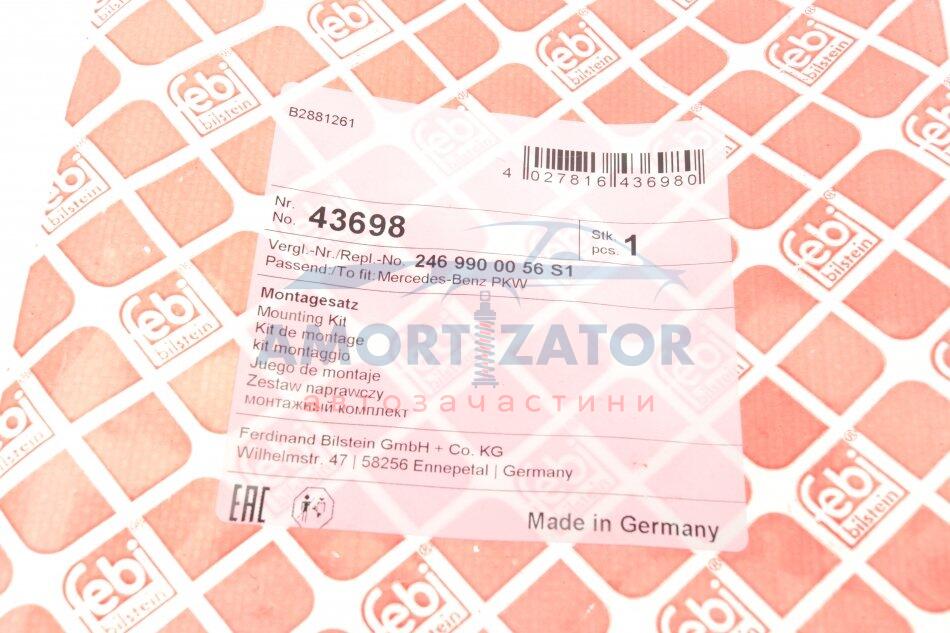 B2881261
4 027816 436980
Nr.
No. 43698
Stk.
pcs. 1
Vergl.-Nr./Repl.-No. 246 990 00 56 S1
Passend:/To fit: Mercedes-Benz PKW
Montagesatz
Mounting Kit
Kit de montage
kit montaggio
Juego de montaje
Zestaw naprawczy
монтажный комплект
AMORTIZATOR
автозапчастини
Ferdinand Bilstein GmbH + Co. KG
Wilhelmstr. 47 | 58256 Ennepetal | Germany
EAC
Made in Germany
febi
bilstein